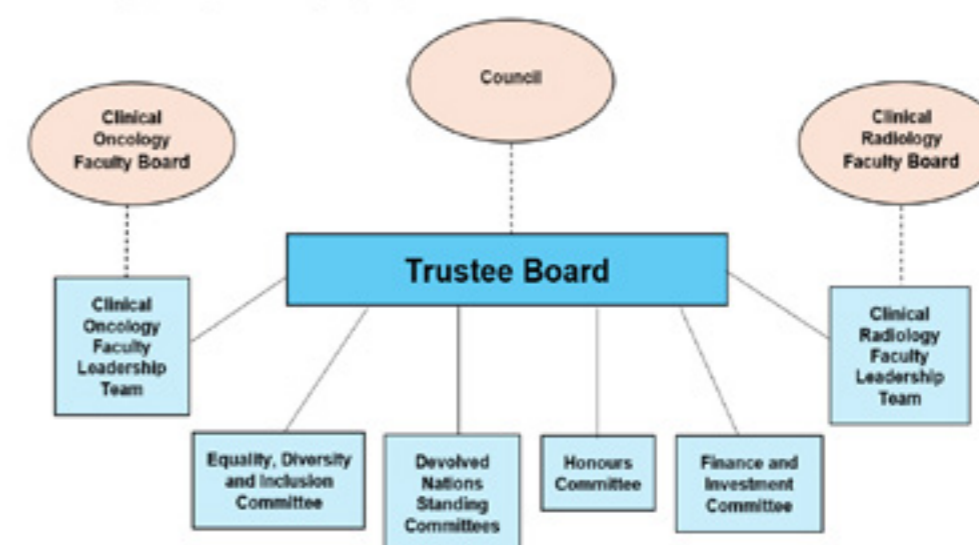 Council
Clinical
Oncology
Faculty Board
Clinical
Radiology
Faculty Board
Trustee Board
Clinical
Oncology
Faculty
Leadership
Team
Clinical
Radiology
Faculty
Leadership
Team
Equality, Diversity
and Inclusion
Committee
Devolved
Nations
Standing
Committees
Honours
Committee
Finance and
Investment
Committee